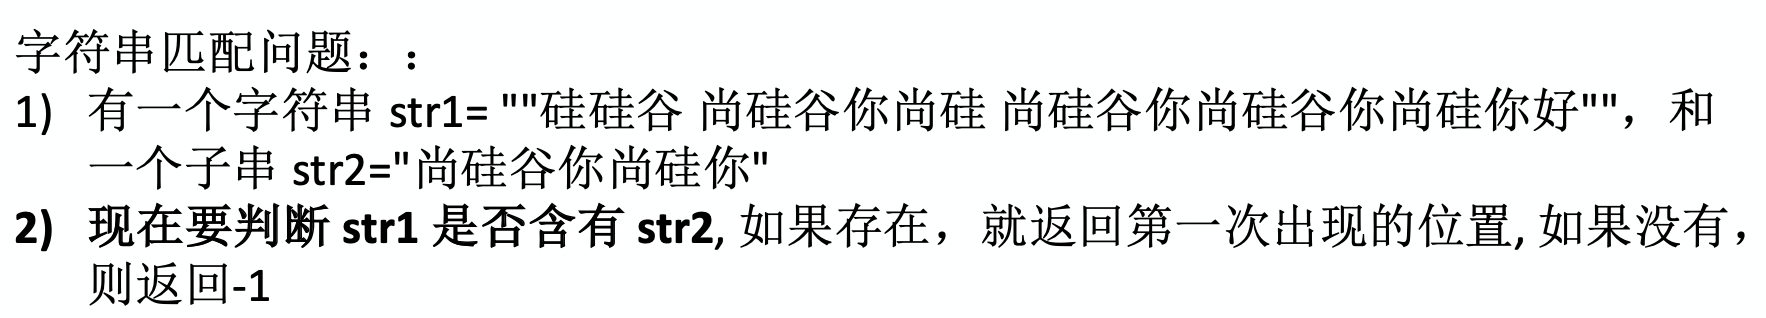 字符串匹配问题：：
1) 有一个字符串 str1= ""硅硅谷 尚硅谷你尚硅 尚硅谷你尚硅谷你尚硅你好""，和
一个子串 str2="尚硅谷你尚硅你"
2) 现在要判断 str1 是否含有 str2, 如果存在，就返回第一次出现的位置, 如果没有，
则返回-1